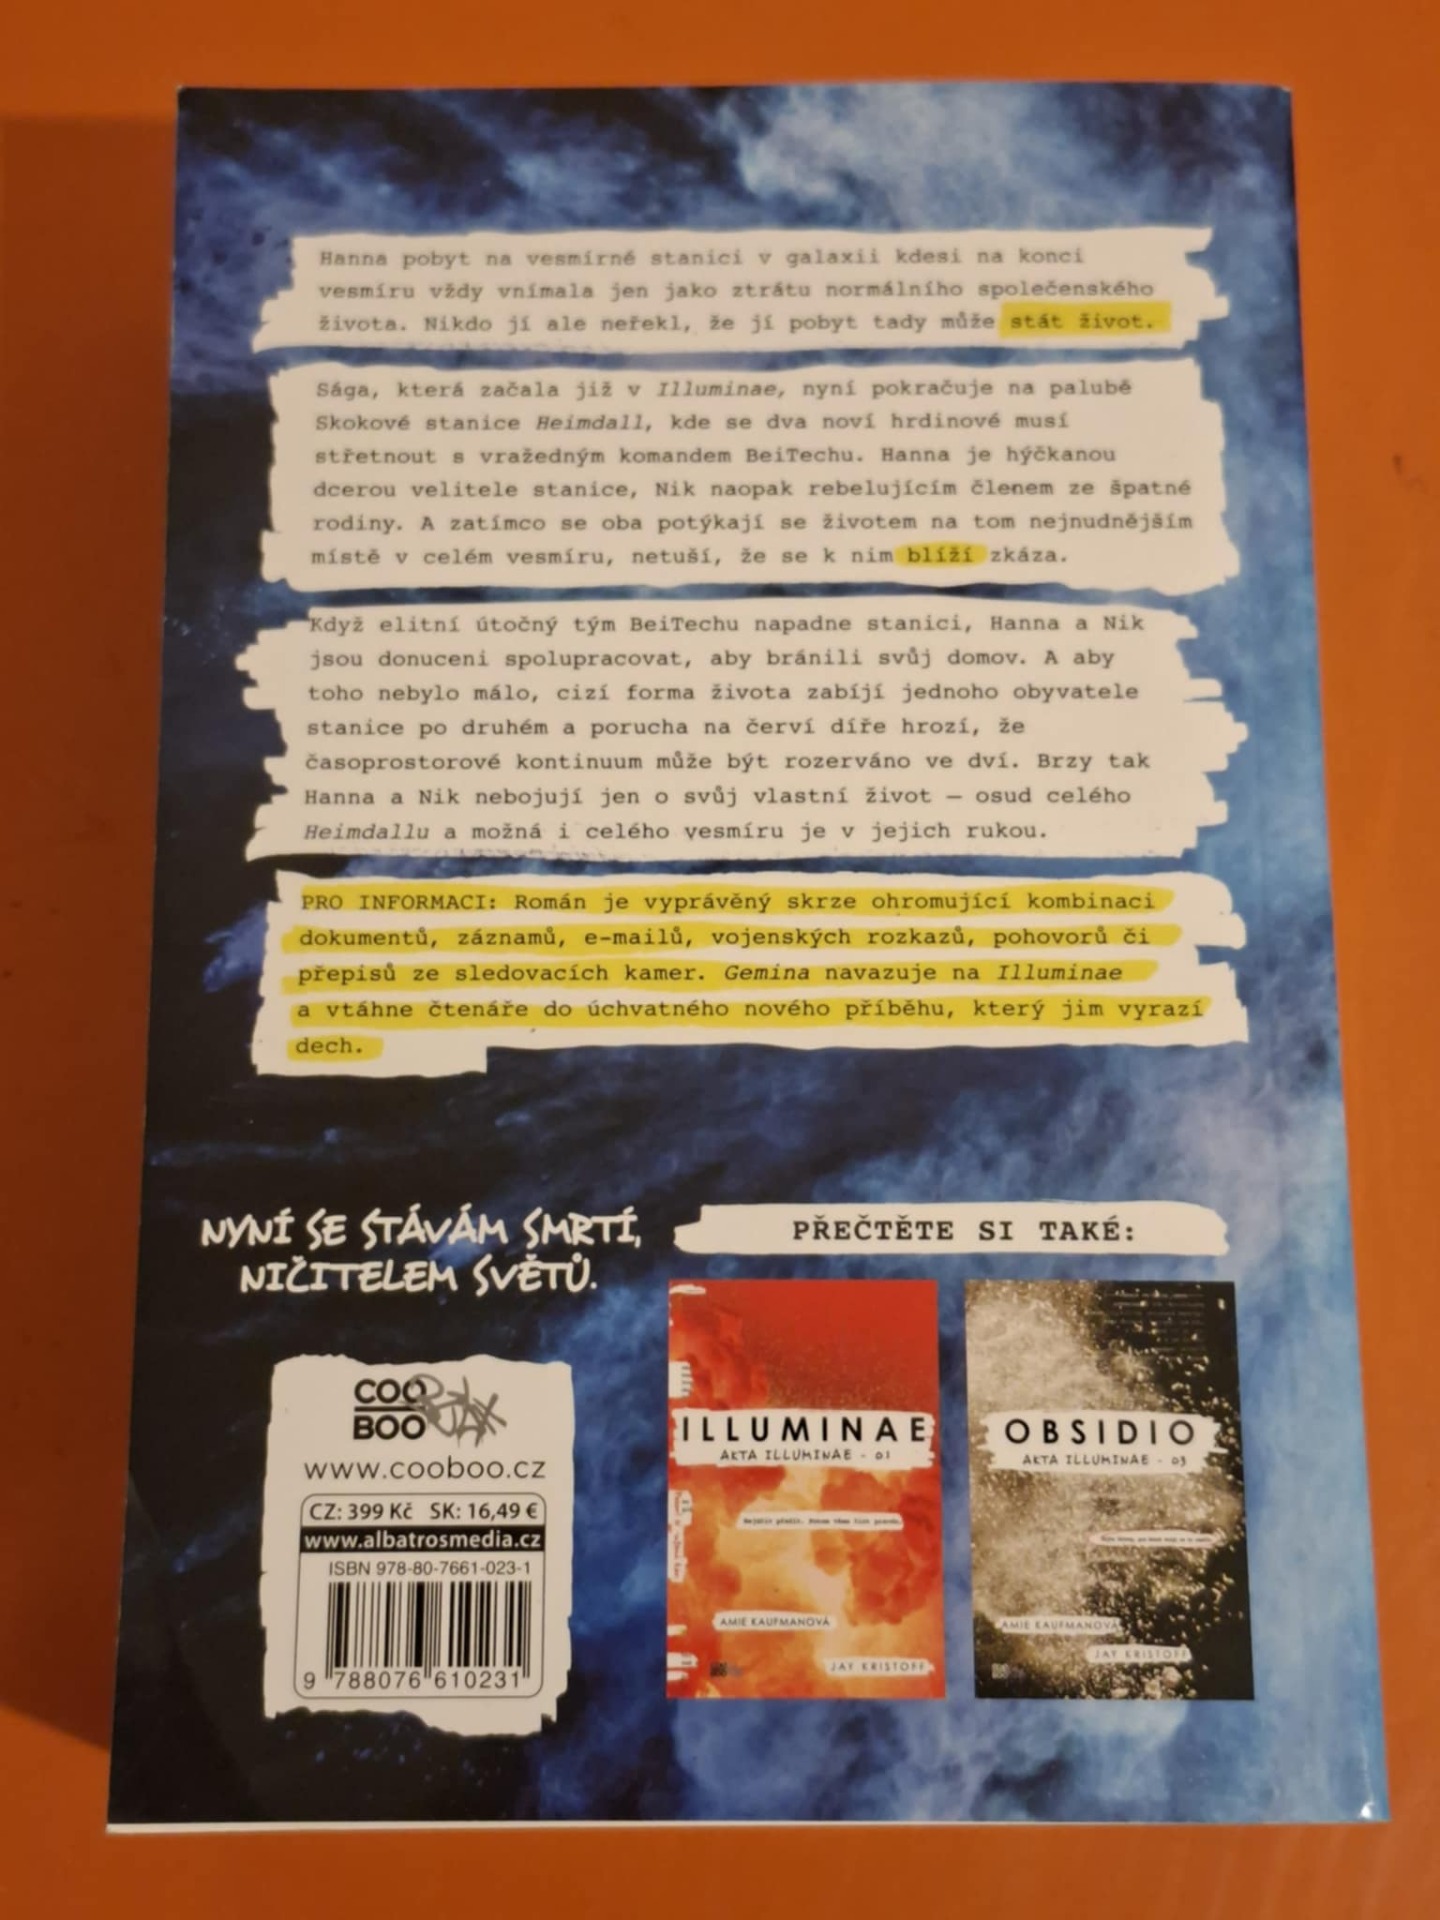 Hanna pobyt na vesmírné stanici v galaxii kdesi na konci
vesmíru vždy vnímala jen jako ztrátu normálního společenského
života. Nikdo jí ale neřekl, že jí pobyt tady může stát život.
Sága, která začala již v Illuminae, nyní pokračuje na palubě
Skokové stanice Heimdall, kde se dva noví hrdinové musí
střetnout s vražedným komandem BeiTechu. Hanna je hýčkanou
dcerou velitele stanice, Nik naopak rebelujícím členem ze špatné
rodiny. A zatímco se oba potýkají se životem na tom nejnudnějším
místě v celém vesmíru, netuší, že se k nim blíží zkáza.
Když elitní útočný tým BeiTechu napadne stanici, Hanna a Nik
jsou donuceni spolupracovat, aby bránili svůj domov. A aby
toho nebylo málo, cizí forma života zabíjí jednoho obyvatele
stanice po druhém a porucha na červí díře hrozí, že
časoprostorové kontinuum může být rozerváno ve dví. Brzy tak
Hanna a Nik nebojují jen o svůj vlastní život – osud celého
Heimdallu a možná i celého vesmíru je v jejich rukou.
PRO INFORMACI: Román je vyprávěný skrze ohromující kombinaci
dokumentů, záznamů, e-mailů, vojenských rozkazů, pohovorů či
přepisů ze sledovacích kamer. Gemina navazuje na Illuminae
a vtáhne čtenáře do úchvatného nového příběhu, který jim vyrazí
dech.
NYNÍ SE STÁVÁM SMRTÍ,
NIČITELEM SVĚTŮ.
COO
BOO
www.cooboo.cz
CZ: 399 Kč SK: 16,49 €
www.albatrosmedia.cz
ISBN 978-80-7661-023-1
9 788076 610231
PŘEČTĚTE SI TAKÉ:
ILLUMINAE
AKTA ILLUMINAE - 01
AMIE KAUFMANOVÁ
JAY KRISTOFF
OBSIDIO
AKTA ILLUMINAE - 03
AMIE KAUFMANOVÁ
JAY KRISTOFF